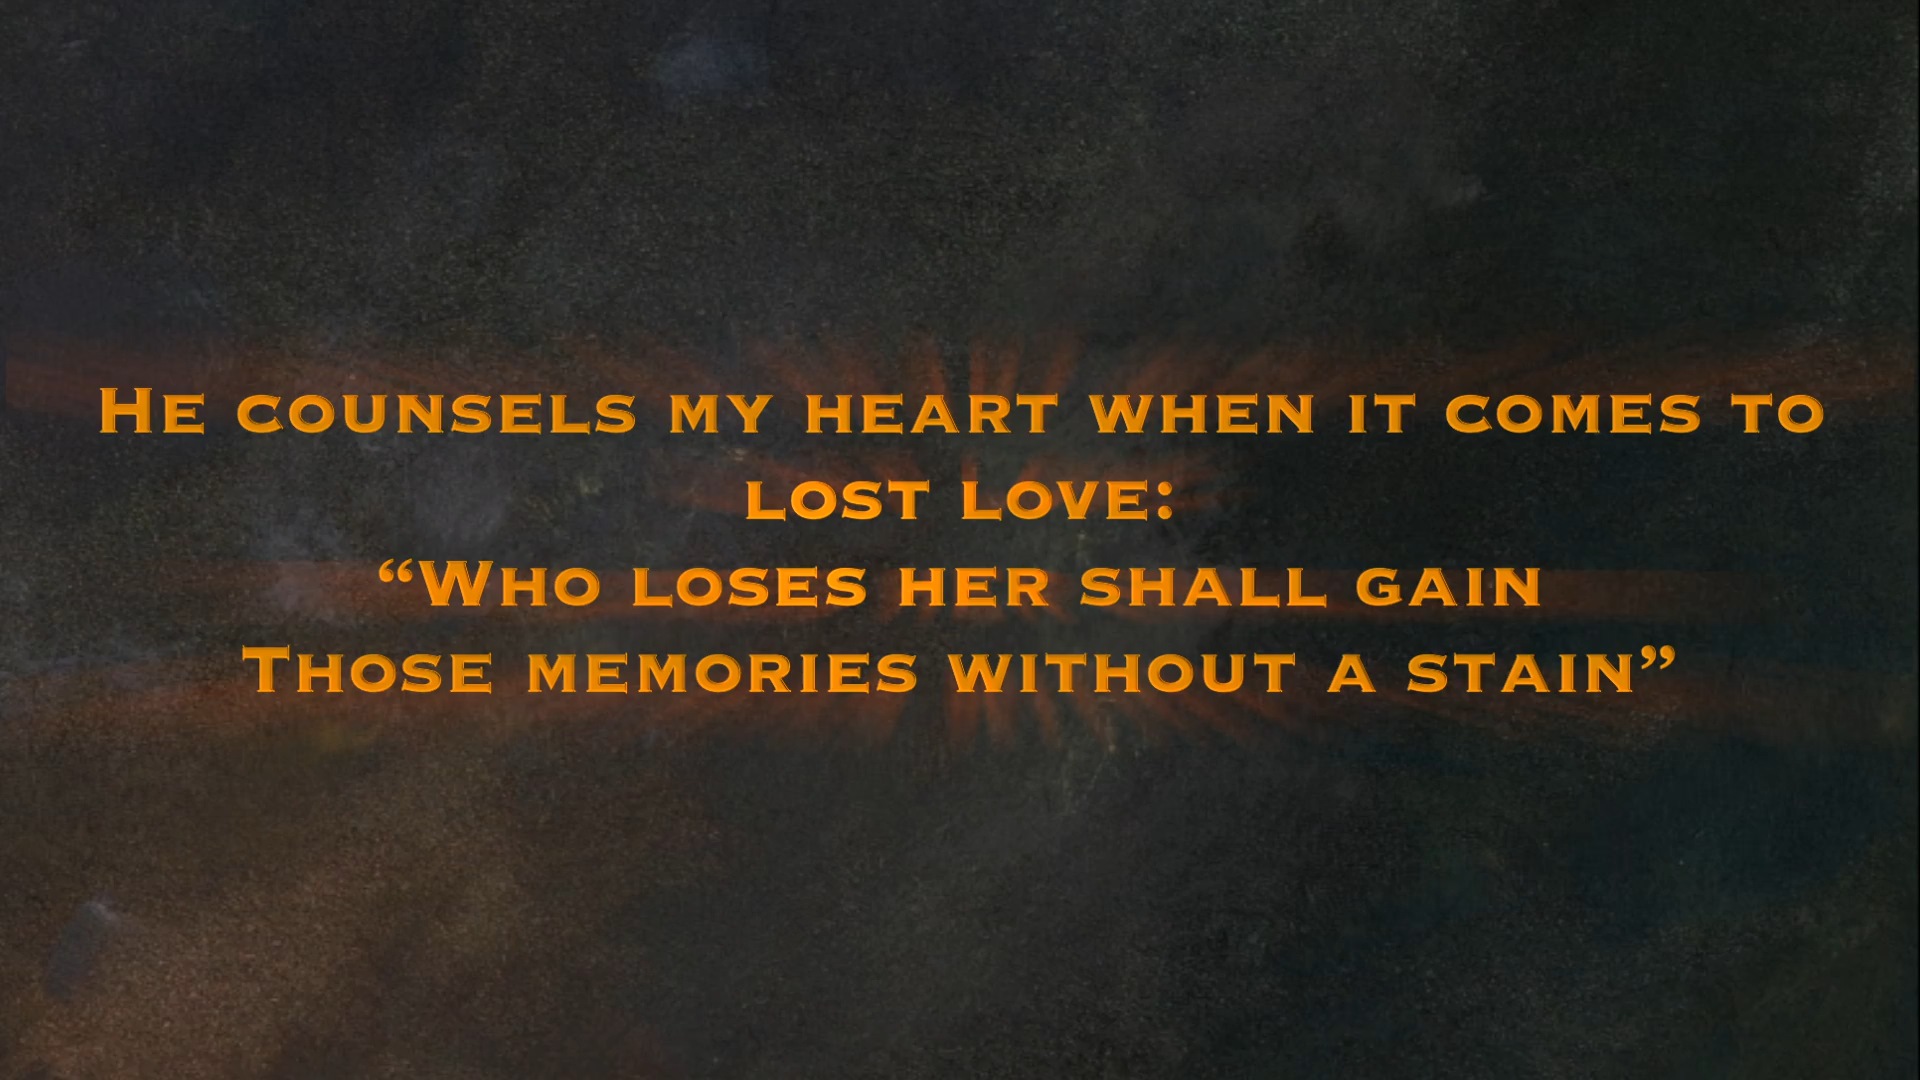 He counsels my heart when it comes to
lost love:
“Who loses her shall gain
Those memories without a stain”